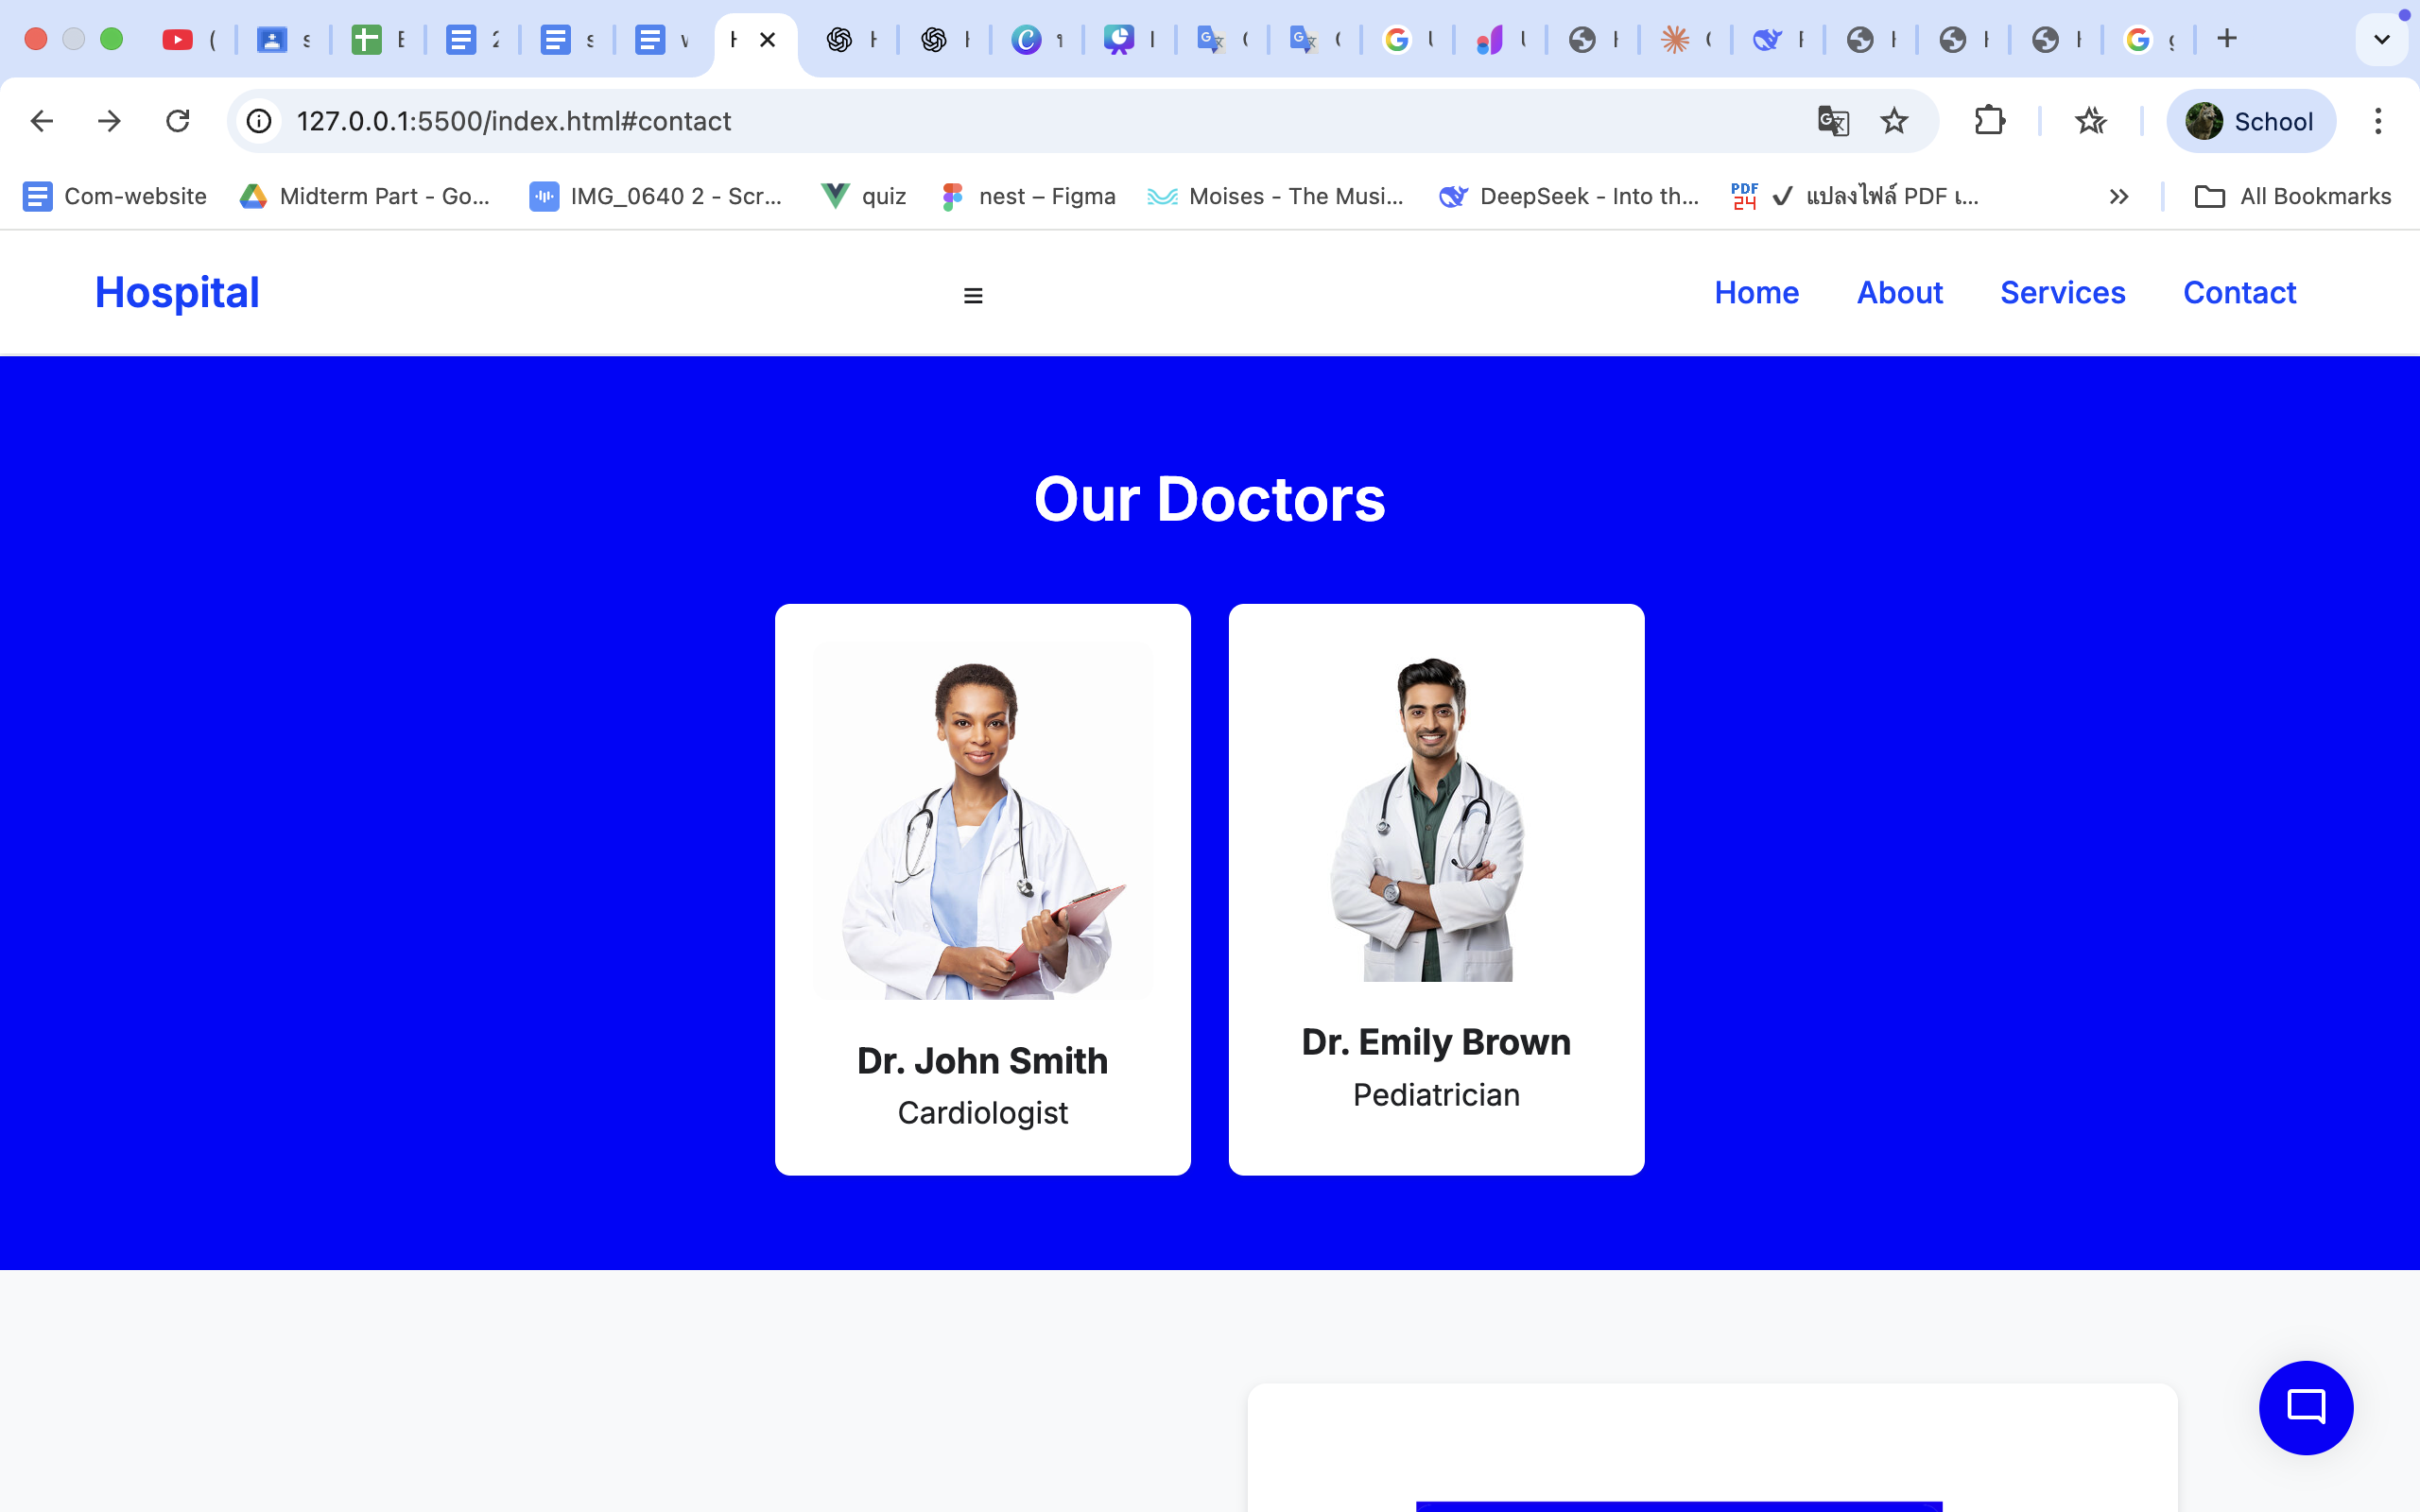 127.0.0.1:5500/index.html#contact
School
Com-website
Midterm Part - Go...
IMG_0640 2 - Scr...
quiz
nest – Figma
Moises - The Musi...
DeepSeek - Into th...
PDF 24
✓ แปลงไฟล์ PDF เ...
All Bookmarks
Hospital
Home
About
Services
Contact
Our Doctors
Dr. John Smith
Cardiologist
Dr. Emily Brown
Pediatrician